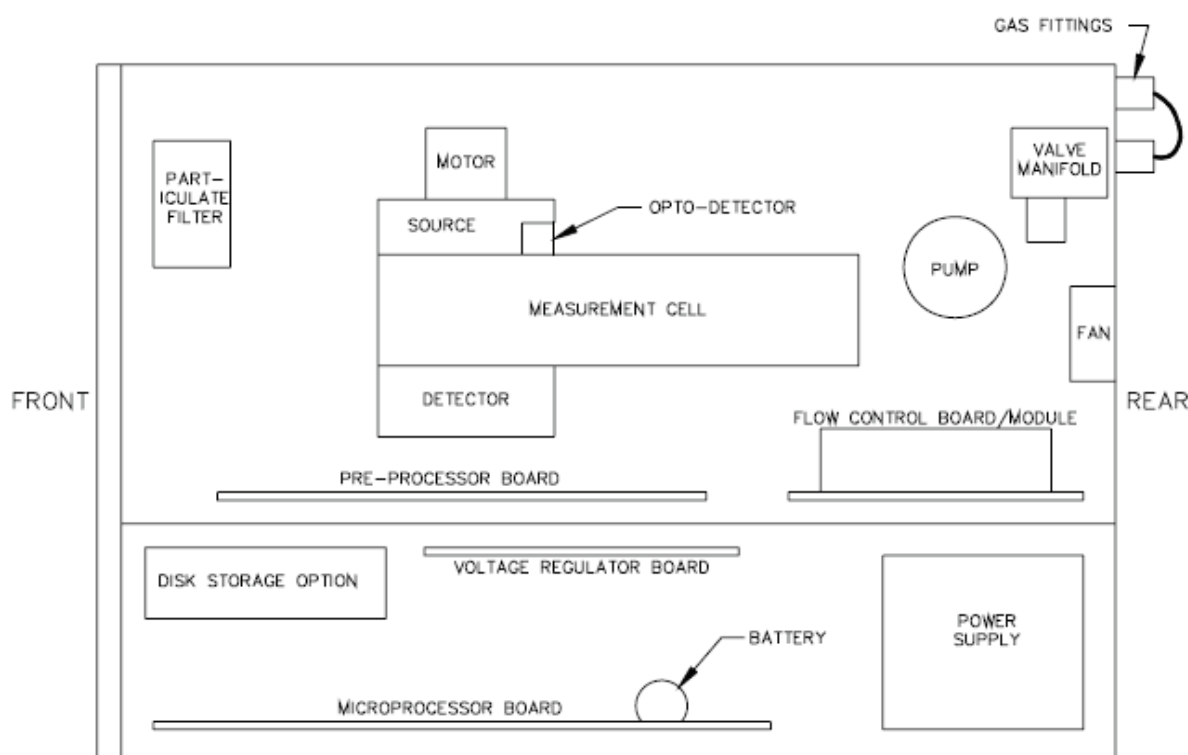 GAS FITTINGS
PART-
ICULATE
FILTER
MOTOR
VALVE
MANIFOLD
SOURCE
OPTO-DETECTOR
PUMP
MEASUREMENT CELL
FAN
FRONT
DETECTOR
REAR
FLOW CONTROL BOARD/MODULE
PRE-PROCESSOR BOARD
DISK STORAGE OPTION
VOLTAGE REGULATOR BOARD
POWER
SUPPLY
BATTERY
MICROPROCESSOR BOARD